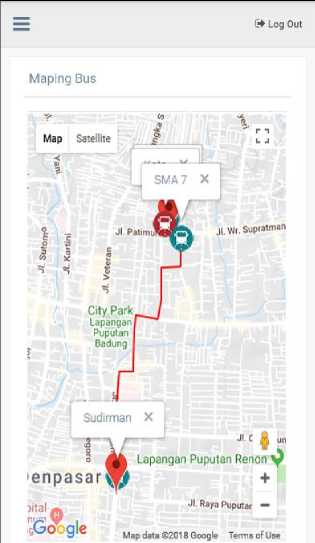 Log Out
Maping Bus
Map Satellite
SMA 7
Jl. Patimu
Jl. Wr. Supratman
Jl. Sutomo
Jl. Kartini
Jl. Veteran
City Park
Lapangan
Puputan
Badung
Sudirman
Lapangan Puputan Renon
Denpasar
Jl. Raya Puputan
Google
Map data ©2018 Google Terms of Use